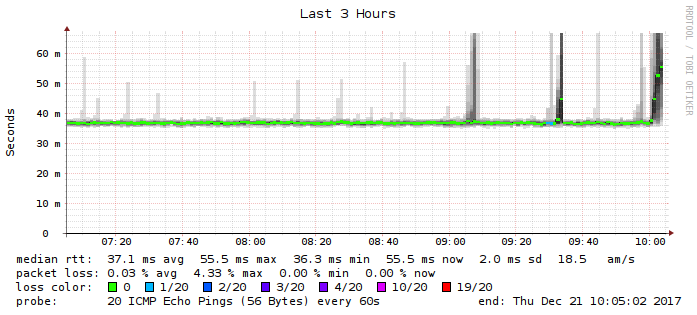 Last 3 Hours
RRDTOOL / TOBI OETIKER
Seconds
60 m
50 m
40 m
30 m
20 m
10 m
0
07:20 07:40 08:00 08:20 08:40 09:00 09:20 09:40 10:00
median rtt: 37.1 ms avg 55.5 ms max 36.3 ms min 55.5 ms now 2.0 ms sd 18.5 am/s
packet loss: 0.03 % avg 4.33 % max 0.00 % min 0.00 % now
loss color: 0 1/20 2/20 3/20 4/20 10/20 19/20
probe: 20 ICMP Echo Pings (56 Bytes) every 60s end: Thu Dec 21 10:05:02 2017